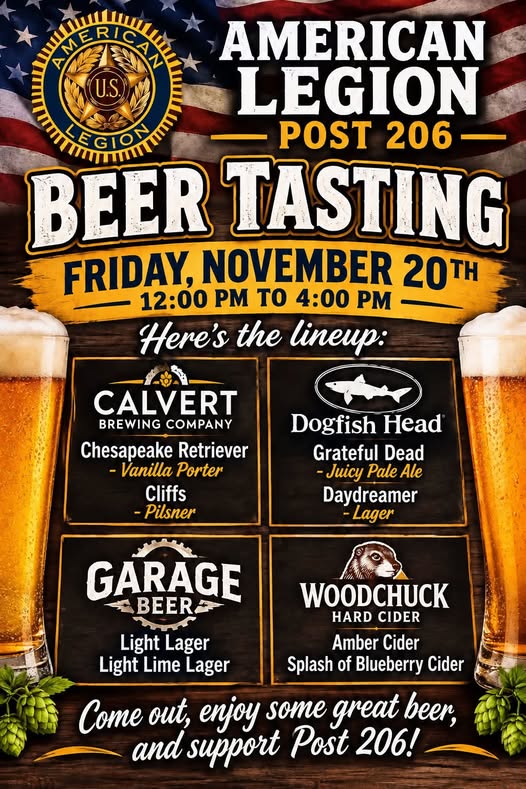 AMERICAN
U.S.
LEGION
AMERICAN
LEGION
POST 206
BEER TASTING
FRIDAY, NOVEMBER 20TH
12:00 PM TO 4:00 PM
Here's the lineup:
CALVERT
BREWING COMPANY
Chesapeake Retriever
- Vanilla Porter
Cliffs
- Pilsner
Dogfish Head
Grateful Dead
- Juicy Pale Ale
Daydreamer
- Lager
GARAGE
BEER
Light Lager
Light Lime Lager
WOODCHUCK
HARD CIDER
Amber Cider
Splash of Blueberry Cider
Come out, enjoy some great beer,
and support Post 206!